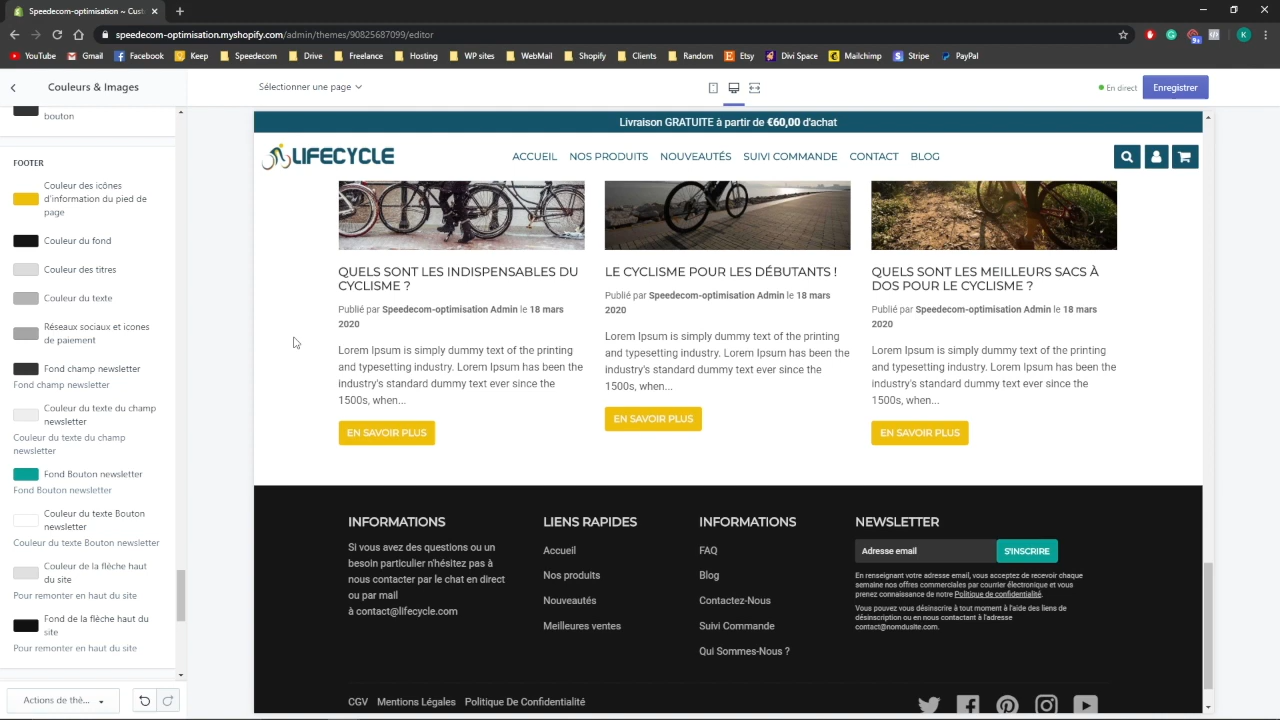 Speedecom-optimisation ~ Cust
speedecom-optimisation.myshopify.com/admin/themes/90825687099/editor
YouTube Gmail Facebook Keep Speedecom Drive Freelance Hosting WP sites WebMail Shopify Clients Random Etsy Divi Space Mailchimp Stripe PayPal
Couleurs & Images
Sélectionner une page
En direct
Enregistrer
bouton
FOOTER
Couleur des icônes
d'information du pied de
page
Couleur du fond
Couleur des titres
Couleur du texte
Réseaux sociaux et icones
de paiement
Fond champ newsletter
Fond champ newsletter
Couleur du texte du champ
newsletter
Couleur du texte du champ
newsletter
Fond Bouton newsletter
Fond Bouton newsletter
Couleur du texte Bouton
newsletter
Couleur du texte Bouton newsletter
Couleur de la flèche haut
du site
Pour remonter en haut du site
Fond de la flèche haut du
site
Pour remonter en haut du site
Actions de thè...
Livraison GRATUITE à partir de €60,00 d'achat
LIFECYCLE
ACCUEIL NOS PRODUITS NOUVEAUTÉS SUIVI COMMANDE CONTACT BLOG
QUELS SONT LES INDISPENSABLES DU
CYCLISME ?
Publié par Speedecom-optimisation Admin le 18 mars
2020
Lorem Ipsum is simply dummy text of the printing
and typesetting industry. Lorem Ipsum has been the
industry's standard dummy text ever since the
1500s, when...
EN SAVOIR PLUS
LE CYCLISME POUR LES DÉBUTANTS !
Publié par Speedecom-optimisation Admin le 18 mars
2020
Lorem Ipsum is simply dummy text of the printing
and typesetting industry. Lorem Ipsum has been the
industry's standard dummy text ever since the
1500s, when...
EN SAVOIR PLUS
QUELS SONT LES MEILLEURS SACS À
DOS POUR LE CYCLISME ?
Publié par Speedecom-optimisation Admin le 18 mars
2020
Lorem Ipsum is simply dummy text of the printing
and typesetting industry. Lorem Ipsum has been the
industry's standard dummy text ever since the
1500s, when...
EN SAVOIR PLUS
INFORMATIONS
Si vous avez des questions ou un
besoin particulier n'hésitez pas à
nous contacter par le chat en direct
ou par mail
à contact@lifecycle.com
LIENS RAPIDES
Accueil
Nos produits
Nouveautés
Meilleures ventes
INFORMATIONS
FAQ
Blog
Contactez-Nous
Suivi Commande
Qui Sommes-Nous ?
NEWSLETTER
Adresse email
S'INSCRIRE
En renseignant votre adresse email, vous acceptez de recevoir chaque
semaine nos offres commerciales par courrier électronique et vous
prenez connaissance de notre Politique de confidentialité.
Vous pouvez vous désinscrire à tout moment à l'aide des liens de
désinscription ou en nous contactant à l'adresse
contact@nomdusite.com.
CGV Mentions Légales Politique De Confidentialité